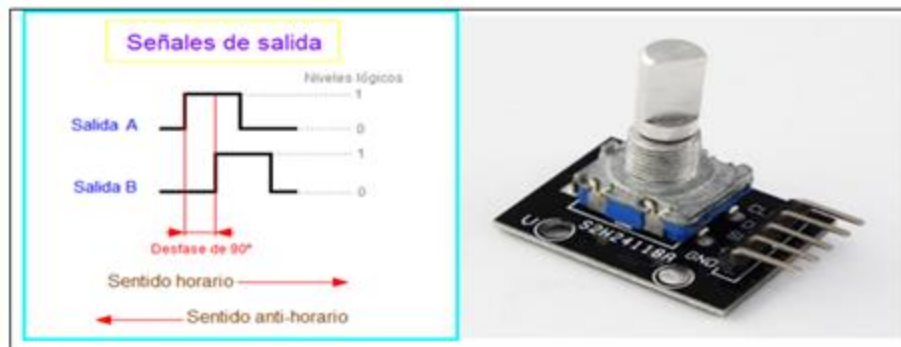 Señales de salida
Niveles lógicos
1
Salida A
0
1
Salida B
0
Desfase de 90°
Sentido horario
Sentido anti-horario
S2H24118A
GND